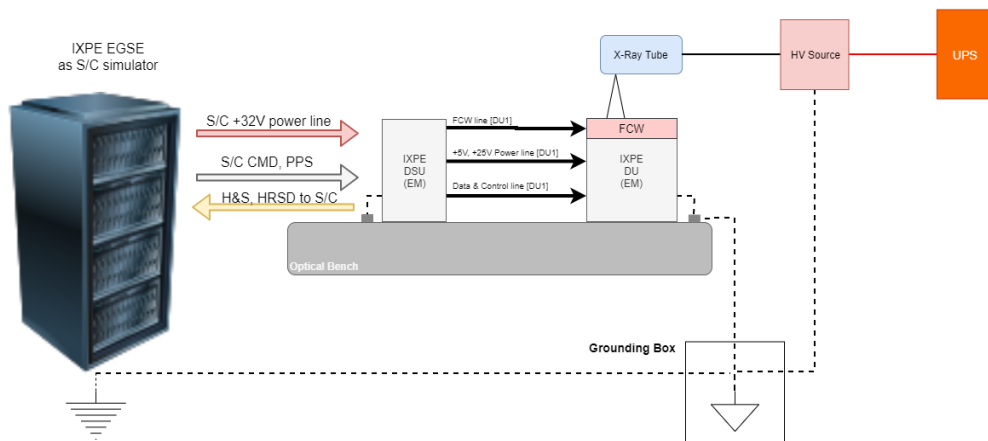 IXPE EGSE
as S/C simulator
X-Ray Tube
HV Source
UPS
S/C +32V power line
S/C CMD, PPS
H&S, HRSD to S/C
IXPE
DSU
(EM)
FCW line [DU1]
+5V, +25V Power line [DU1]
Data & Control line [DU1]
FCW
IXPE
DU
(EM)
Optical Bench
Grounding Box